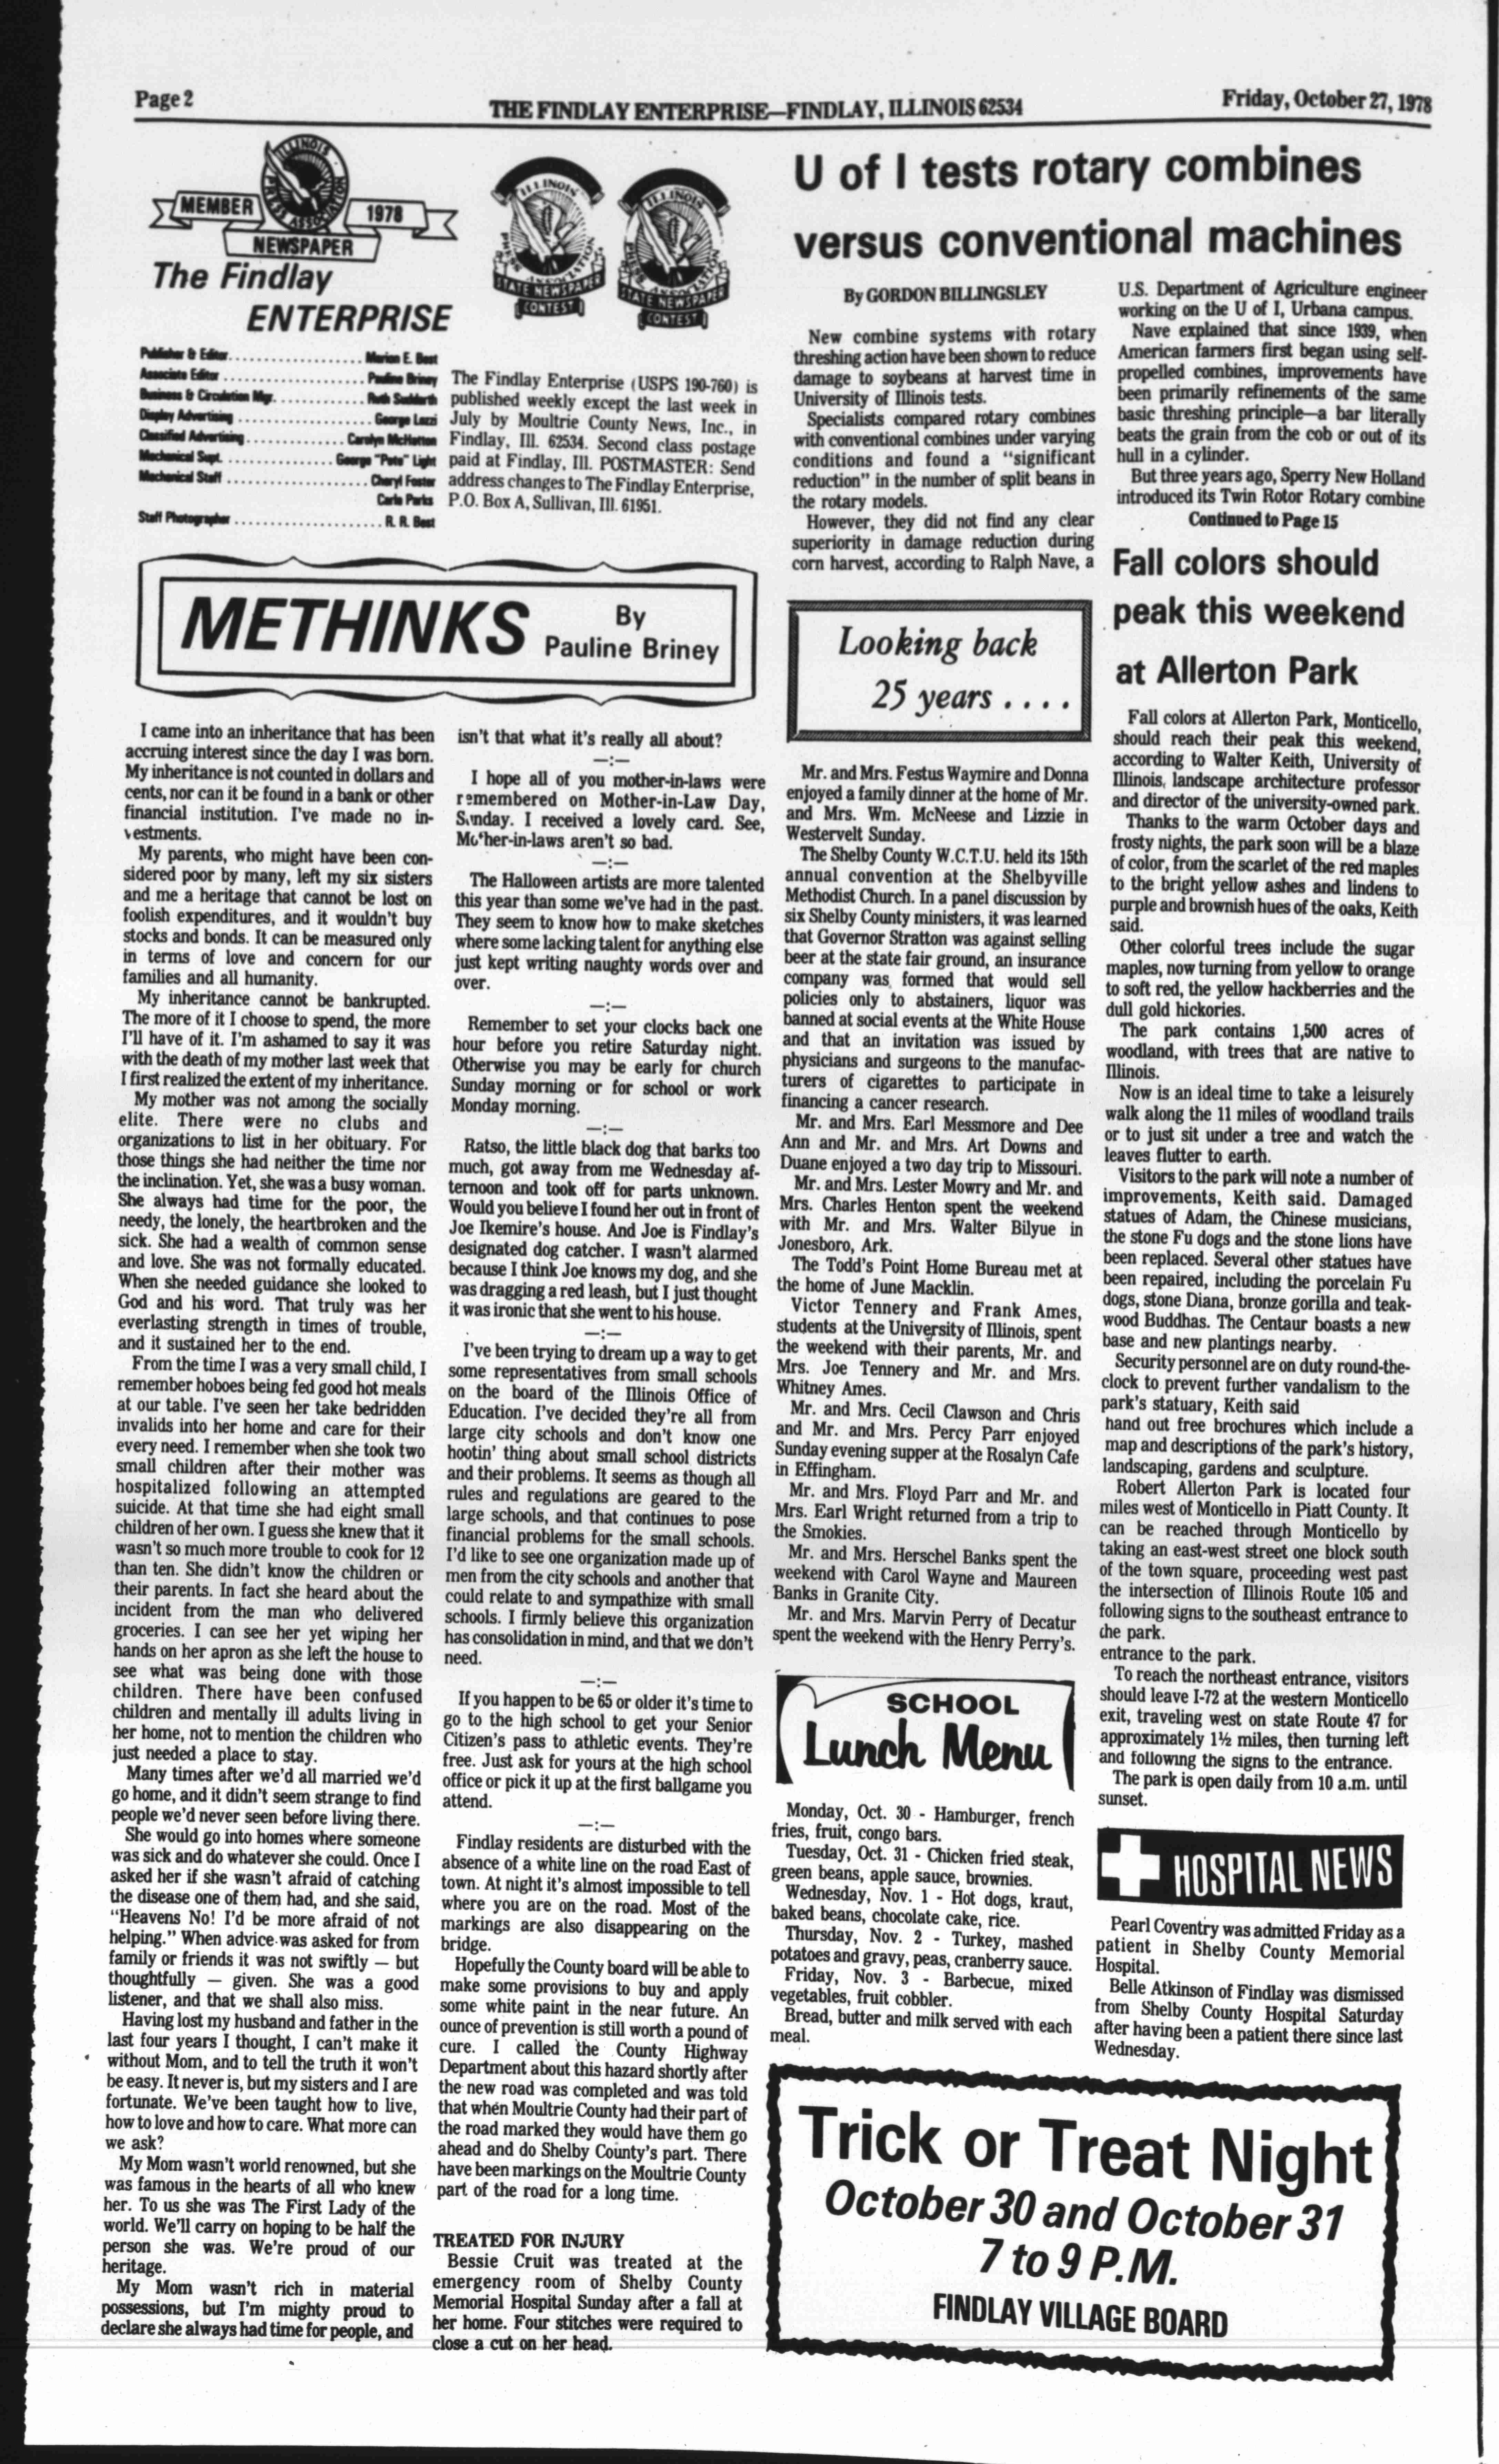 Page 2
THE FINDLAY ENTERPRISE—FINDLAY, ILLINOIS 62534
Friday, October 27, 1978
ILLINOIS
PRESS ASSOCIATION
MEMBER
1978
NEWSPAPER
The Findlay
ENTERPRISE
ILLINOIS
PRESS ASSOCIATION
STATE NEWSPAPER
CONTEST
ILLINOIS
PRESS ASSOCIATION
STATE NEWSPAPER
CONTEST
Publisher & Editor. . . . . . . . . . . . . . . . . . Marion E. Best
Associate Editor . . . . . . . . . . . . . . . . . . . Pauline Briney
Business & Circulation Mgr. . . . . . . . . . . . . Ruth Suddarth
Display Advertising . . . . . . . . . . . . . . . . . . George Lezzi
Classified Advertising . . . . . . . . . . . . . Carolyn McHatton
Mechanical Supt. . . . . . . . . . . . . . . George "Pete" Light
Mechanical Staff . . . . . . . . . . . . . . . . . . . Cheryl Foster
Carla Parks
Staff Photographer . . . . . . . . . . . . . . . . . . . . R. R. Best
The Findlay Enterprise (USPS 190-760) is
published weekly except the last week in
July by Moultrie County News, Inc., in
Findlay, Ill. 62534. Second class postage
paid at Findlay, Ill. POSTMASTER: Send
address changes to The Findlay Enterprise,
P.O. Box A, Sullivan, Ill. 61951.
METHINKS
By
Pauline Briney
I came into an inheritance that has been
accruing interest since the day I was born.
My inheritance is not counted in dollars and
cents, nor can it be found in a bank or other
financial institution. I've made no in-
vestments.
My parents, who might have been con-
sidered poor by many, left my six sisters
and me a heritage that cannot be lost on
foolish expenditures, and it wouldn't buy
stocks and bonds. It can be measured only
in terms of love and concern for our
families and all humanity.
My inheritance cannot be bankrupted.
The more of it I choose to spend, the more
I'll have of it. I'm ashamed to say it was
with the death of my mother last week that
I first realized the extent of my inheritance.
My mother was not among the socially
elite. There were no clubs and
organizations to list in her obituary. For
those things she had neither the time nor
the inclination. Yet, she was a busy woman.
She always had time for the poor, the
needy, the lonely, the heartbroken and the
sick. She had a wealth of common sense
and love. She was not formally educated.
When she needed guidance she looked to
God and his word. That truly was her
everlasting strength in times of trouble,
and it sustained her to the end.
From the time I was a very small child, I
remember hoboes being fed good hot meals
at our table. I've seen her take bedridden
invalids into her home and care for their
every need. I remember when she took two
small children after their mother was
hospitalized following an attempted
suicide. At that time she had eight small
children of her own. I guess she knew that it
wasn't so much more trouble to cook for 12
than ten. She didn't know the children or
their parents. In fact she heard about the
incident from the man who delivered
groceries. I can see her yet wiping her
hands on her apron as she left the house to
see what was being done with those
children. There have been confused
children and mentally ill adults living in
her home, not to mention the children who
just needed a place to stay.
Many times after we'd all married we'd
go home, and it didn't seem strange to find
people we'd never seen before living there.
She would go into homes where someone
was sick and do whatever she could. Once I
asked her if she wasn't afraid of catching
the disease one of them had, and she said,
"Heavens No! I'd be more afraid of not
helping." When advice was asked for from
family or friends it was not swiftly — but
thoughtfully — given. She was a good
listener, and that we shall also miss.
Having lost my husband and father in the
last four years I thought, I can't make it
without Mom, and to tell the truth it won't
be easy. It never is, but my sisters and I are
fortunate. We've been taught how to live,
how to love and how to care. What more can
we ask?
My Mom wasn't world renowned, but she
was famous in the hearts of all who knew
her. To us she was The First Lady of the
world. We'll carry on hoping to be half the
person she was. We're proud of our
heritage.
My Mom wasn't rich in material
possessions, but I'm mighty proud to
declare she always had time for people, and
isn't that what it's really all about?
—:—
I hope all of you mother-in-laws were
remembered on Mother-in-Law Day,
Sunday. I received a lovely card. See,
Mother-in-laws aren't so bad.
—:—
The Halloween artists are more talented
this year than some we've had in the past.
They seem to know how to make sketches
where some lacking talent for anything else
just kept writing naughty words over and
over.
—:—
Remember to set your clocks back one
hour before you retire Saturday night.
Otherwise you may be early for church
Sunday morning or for school or work
Monday morning.
—:—
Ratso, the little black dog that barks too
much, got away from me Wednesday af-
ternoon and took off for parts unknown.
Would you believe I found her out in front of
Joe Ikemire's house. And Joe is Findlay's
designated dog catcher. I wasn't alarmed
because I think Joe knows my dog, and she
was dragging a red leash, but I just thought
it was ironic that she went to his house.
—:—
I've been trying to dream up a way to get
some representatives from small schools
on the board of the Illinois Office of
Education. I've decided they're all from
large city schools and don't know one
hootin' thing about small school districts
and their problems. It seems as though all
rules and regulations are geared to the
large schools, and that continues to pose
financial problems for the small schools.
I'd like to see one organization made up of
men from the city schools and another that
could relate to and sympathize with small
schools. I firmly believe this organization
has consolidation in mind, and that we don't
need.
—:—
If you happen to be 65 or older it's time to
go to the high school to get your Senior
Citizen's pass to athletic events. They're
free. Just ask for yours at the high school
office or pick it up at the first ballgame you
attend.
—:—
Findlay residents are disturbed with the
absence of a white line on the road East of
town. At night it's almost impossible to tell
where you are on the road. Most of the
markings are also disappearing on the
bridge.
Hopefully the County board will be able to
make some provisions to buy and apply
some white paint in the near future. An
ounce of prevention is still worth a pound of
cure. I called the County Highway
Department about this hazard shortly after
the new road was completed and was told
that when Moultrie County had their part of
the road marked they would have them go
ahead and do Shelby County's part. There
have been markings on the Moultrie County
part of the road for a long time.
TREATED FOR INJURY
Bessie Cruit was treated at the
emergency room of Shelby County
Memorial Hospital Sunday after a fall at
her home. Four stitches were required to
close a cut on her head.
U of I tests rotary combines
versus conventional machines
By GORDON BILLINGSLEY
New combine systems with rotary
threshing action have been shown to reduce
damage to soybeans at harvest time in
University of Illinois tests.
Specialists compared rotary combines
with conventional combines under varying
conditions and found a "significant
reduction" in the number of split beans in
the rotary models.
However, they did not find any clear
superiority in damage reduction during
corn harvest, according to Ralph Nave, a
U.S. Department of Agriculture engineer
working on the U of I, Urbana campus.
Nave explained that since 1939, when
American farmers first began using self-
propelled combines, improvements have
been primarily refinements of the same
basic threshing principle—a bar literally
beats the grain from the cob or out of its
hull in a cylinder.
But three years ago, Sperry New Holland
introduced its Twin Rotor Rotary combine
Continued to Page 15
Looking back
25 years . . . .
Mr. and Mrs. Festus Waymire and Donna
enjoyed a family dinner at the home of Mr.
and Mrs. Wm. McNeese and Lizzie in
Westervelt Sunday.
The Shelby County W.C.T.U. held its 15th
annual convention at the Shelbyville
Methodist Church. In a panel discussion by
six Shelby County ministers, it was learned
that Governor Stratton was against selling
beer at the state fair ground, an insurance
company was formed that would sell
policies only to abstainers, liquor was
banned at social events at the White House
and that an invitation was issued by
physicians and surgeons to the manufac-
turers of cigarettes to participate in
financing a cancer research.
Mr. and Mrs. Earl Messmore and Dee
Ann and Mr. and Mrs. Art Downs and
Duane enjoyed a two day trip to Missouri.
Mr. and Mrs. Lester Mowry and Mr. and
Mrs. Charles Henton spent the weekend
with Mr. and Mrs. Walter Bilyue in
Jonesboro, Ark.
The Todd's Point Home Bureau met at
the home of June Macklin.
Victor Tennery and Frank Ames,
students at the University of Illinois, spent
the weekend with their parents, Mr. and
Mrs. Joe Tennery and Mr. and Mrs.
Whitney Ames.
Mr. and Mrs. Cecil Clawson and Chris
and Mr. and Mrs. Percy Parr enjoyed
Sunday evening supper at the Rosalyn Cafe
in Effingham.
Mr. and Mrs. Floyd Parr and Mr. and
Mrs. Earl Wright returned from a trip to
the Smokies.
Mr. and Mrs. Herschel Banks spent the
weekend with Carol Wayne and Maureen
Banks in Granite City.
Mr. and Mrs. Marvin Perry of Decatur
spent the weekend with the Henry Perry's.
SCHOOL
Lunch Menu
Monday, Oct. 30 - Hamburger, french
fries, fruit, congo bars.
Tuesday, Oct. 31 - Chicken fried steak,
green beans, apple sauce, brownies.
Wednesday, Nov. 1 - Hot dogs, kraut,
baked beans, chocolate cake, rice.
Thursday, Nov. 2 - Turkey, mashed
potatoes and gravy, peas, cranberry sauce.
Friday, Nov. 3 - Barbecue, mixed
vegetables, fruit cobbler.
Bread, butter and milk served with each
meal.
Fall colors should
peak this weekend
at Allerton Park
Fall colors at Allerton Park, Monticello,
should reach their peak this weekend,
according to Walter Keith, University of
Illinois, landscape architecture professor
and director of the university-owned park.
Thanks to the warm October days and
frosty nights, the park soon will be a blaze
of color, from the scarlet of the red maples
to the bright yellow ashes and lindens to
purple and brownish hues of the oaks, Keith
said.
Other colorful trees include the sugar
maples, now turning from yellow to orange
to soft red, the yellow hackberries and the
dull gold hickories.
The park contains 1,500 acres of
woodland, with trees that are native to
Illinois.
Now is an ideal time to take a leisurely
walk along the 11 miles of woodland trails
or to just sit under a tree and watch the
leaves flutter to earth.
Visitors to the park will note a number of
improvements, Keith said. Damaged
statues of Adam, the Chinese musicians,
the stone Fu dogs and the stone lions have
been replaced. Several other statues have
been repaired, including the porcelain Fu
dogs, stone Diana, bronze gorilla and teak-
wood Buddhas. The Centaur boasts a new
base and new plantings nearby.
Security personnel are on duty round-the-
clock to prevent further vandalism to the
park's statuary, Keith said
hand out free brochures which include a
map and descriptions of the park's history,
landscaping, gardens and sculpture.
Robert Allerton Park is located four
miles west of Monticello in Piatt County. It
can be reached through Monticello by
taking an east-west street one block south
of the town square, proceeding west past
the intersection of Illinois Route 105 and
following signs to the southeast entrance to
the park.
entrance to the park.
To reach the northeast entrance, visitors
should leave I-72 at the western Monticello
exit, traveling west on state Route 47 for
approximately 1½ miles, then turning left
and following the signs to the entrance.
The park is open daily from 10 a.m. until
sunset.
HOSPITAL NEWS
Pearl Coventry was admitted Friday as a
patient in Shelby County Memorial
Hospital.
Belle Atkinson of Findlay was dismissed
from Shelby County Hospital Saturday
after having been a patient there since last
Wednesday.
Trick or Treat Night
October 30 and October 31
7 to 9 P.M.
FINDLAY VILLAGE BOARD